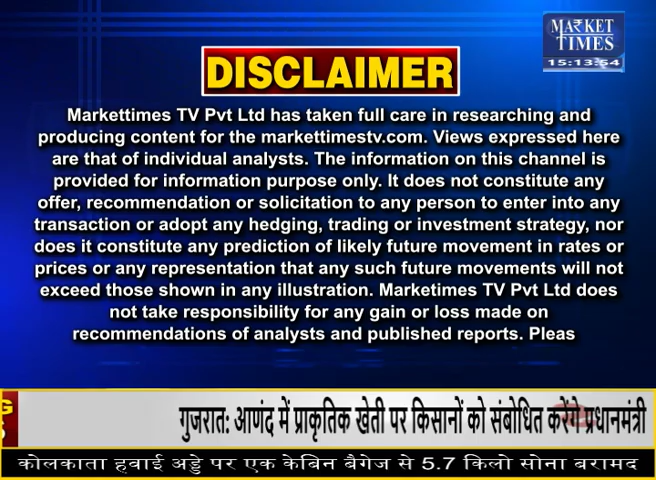 MARKET
TIMES
15:13:54
DISCLAIMER
Markettimes TV Pvt Ltd has taken full care in researching and
producing content for the markettimestv.com. Views expressed here
are that of individual analysts. The information on this channel is
provided for information purpose only. It does not constitute any
offer, recommendation or solicitation to any person to enter into any
transaction or adopt any hedging, trading or investment strategy, nor
does it constitute any prediction of likely future movement in rates or
prices or any representation that any such future movements will not
exceed those shown in any illustration. Marketimes TV Pvt Ltd does
not take responsibility for any gain or loss made on
recommendations of analysts and published reports. Pleas
गुजरात: आणंद में प्राकृतिक खेती पर किसानों को संबोधित करेंगे प्रधानमंत्री
कोलकाता हवाई अड्डे पर एक केबिन बैगेज से 5.7 किलो सोना बरामद